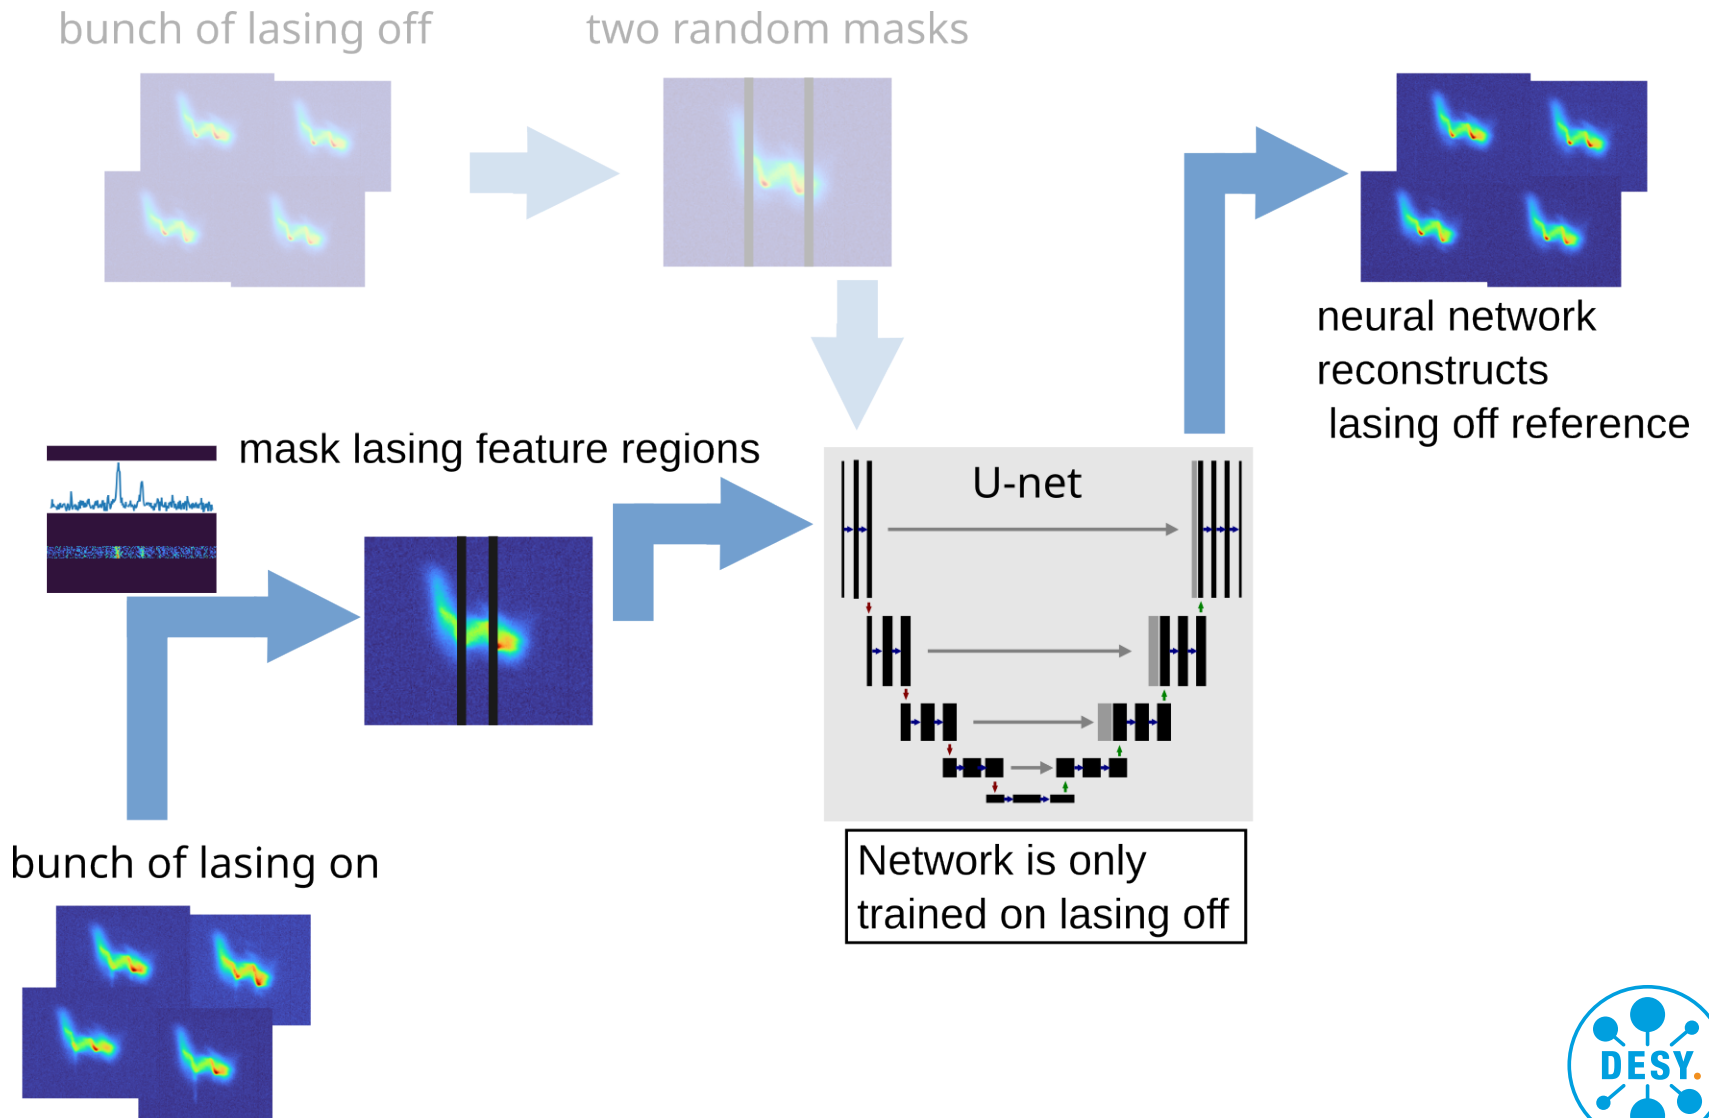 bunch of lasing off
two random masks
neural network
reconstructs
lasing off reference
mask lasing feature regions
U-net
Network is only
trained on lasing off
bunch of lasing on
DESY.